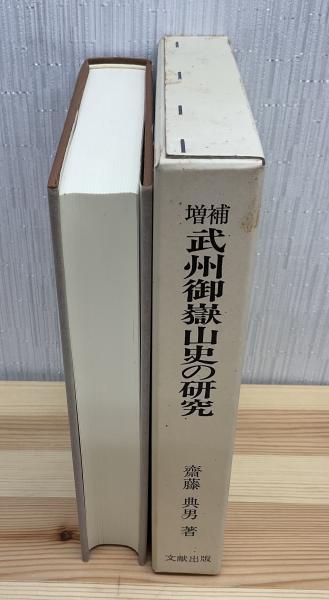 増補
武州御嶽山史の研究
齋藤典男 著
文献出版